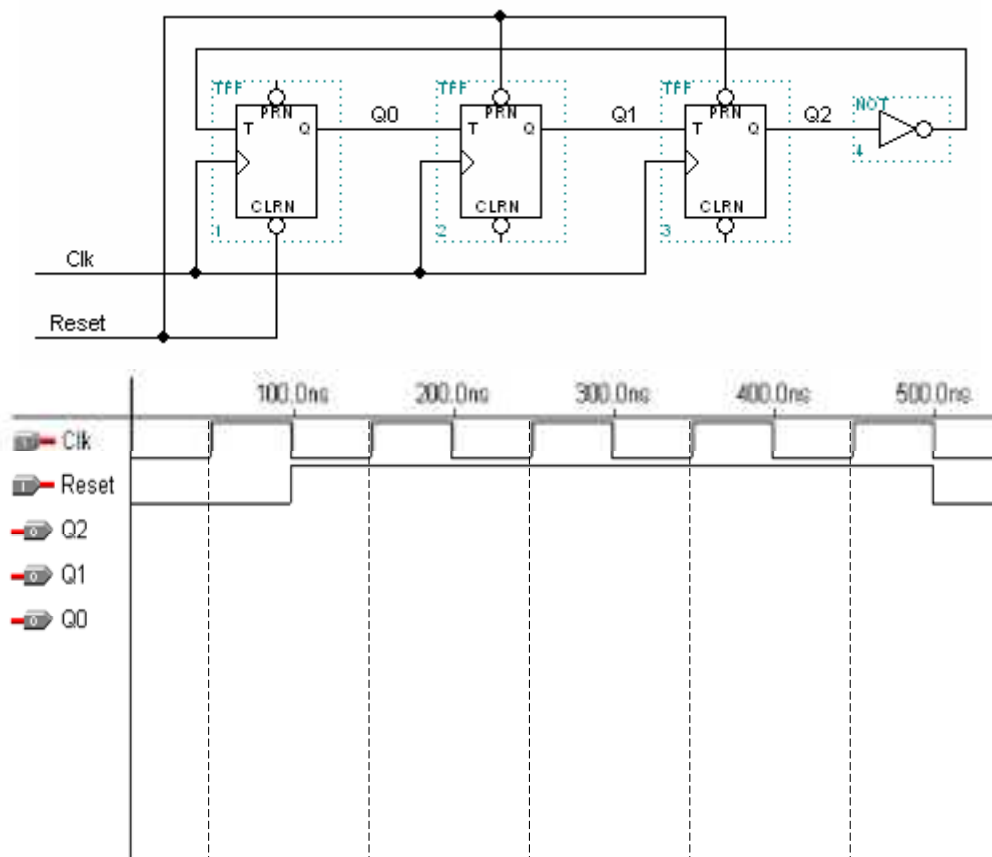 TFF TFF TFF
PRN PRN PRN NOT
T Q Q0 T Q Q1 T Q Q2
4
CLRN CLRN CLRN
1 2 3
Clk
Reset
100.0ns 200.0ns 300.0ns 400.0ns 500.0ns
Clk
Reset
Q2
Q1
Q0